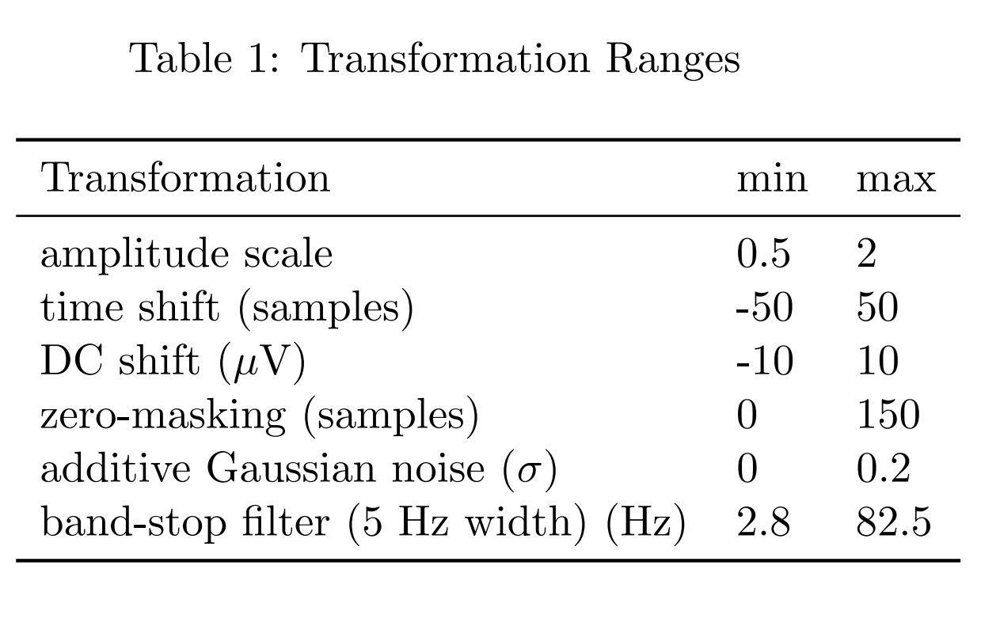 Table 1: Transformation Ranges
Transformation min max
amplitude scale 0.5 2
time shift (samples) -50 50
DC shift (μV) -10 10
zero-masking (samples) 0 150
additive Gaussian noise (σ) 0 0.2
band-stop filter (5 Hz width) (Hz) 2.8 82.5